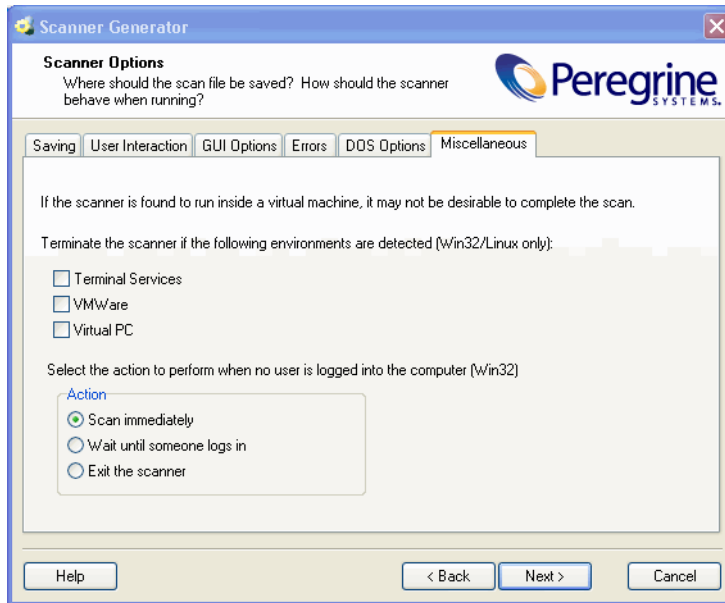 Scanner Generator
Scanner Options
Where should the scan file be saved? How should the scanner
behave when running?
Peregrine
SYSTEMS.
Saving User Interaction GUI Options Errors DOS Options Miscellaneous
If the scanner is found to run inside a virtual machine, it may not be desirable to complete the scan.
Terminate the scanner if the following environments are detected (Win32/Linux only):
Terminal Services
VMWare
Virtual PC
Select the action to perform when no user is logged into the computer (Win32)
Action
Scan immediately
Wait until someone logs in
Exit the scanner
Help < Back Next > Cancel